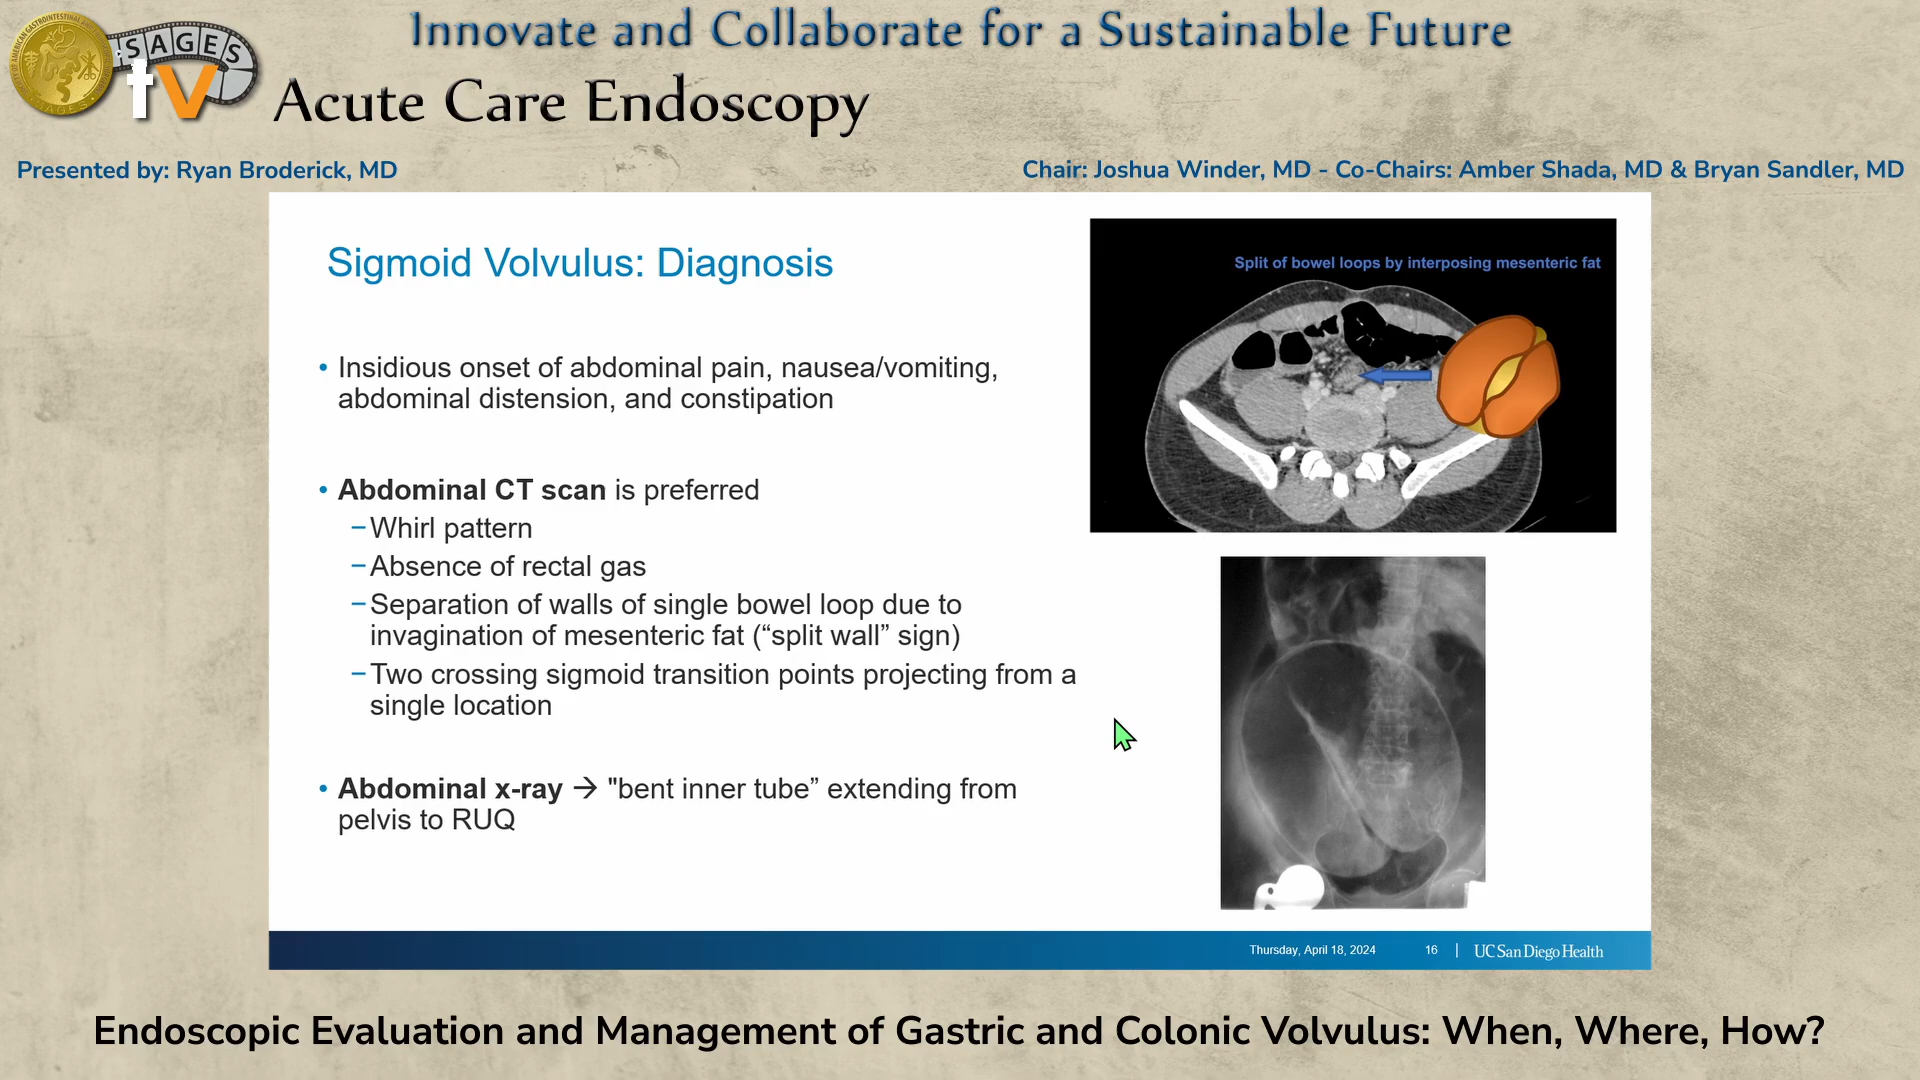 Innovate and Collaborate for a Sustainable Future
SAGES
tv
SAGES
Acute Care Endoscopy
Presented by: Ryan Broderick, MD
Chair: Joshua Winder, MD - Co-Chairs: Amber Shada, MD & Bryan Sandler, MD
Sigmoid Volvulus: Diagnosis
• Insidious onset of abdominal pain, nausea/vomiting,
abdominal distension, and constipation
• Abdominal CT scan is preferred
–Whirl pattern
–Absence of rectal gas
–Separation of walls of single bowel loop due to
invagination of mesenteric fat (“split wall” sign)
–Two crossing sigmoid transition points projecting from a
single location
• Abdominal x-ray → "bent inner tube” extending from
pelvis to RUQ
Split of bowel loops by interposing mesenteric fat
Thursday, April 18, 2024 16 | UC San Diego Health
Endoscopic Evaluation and Management of Gastric and Colonic Volvulus: When, Where, How?